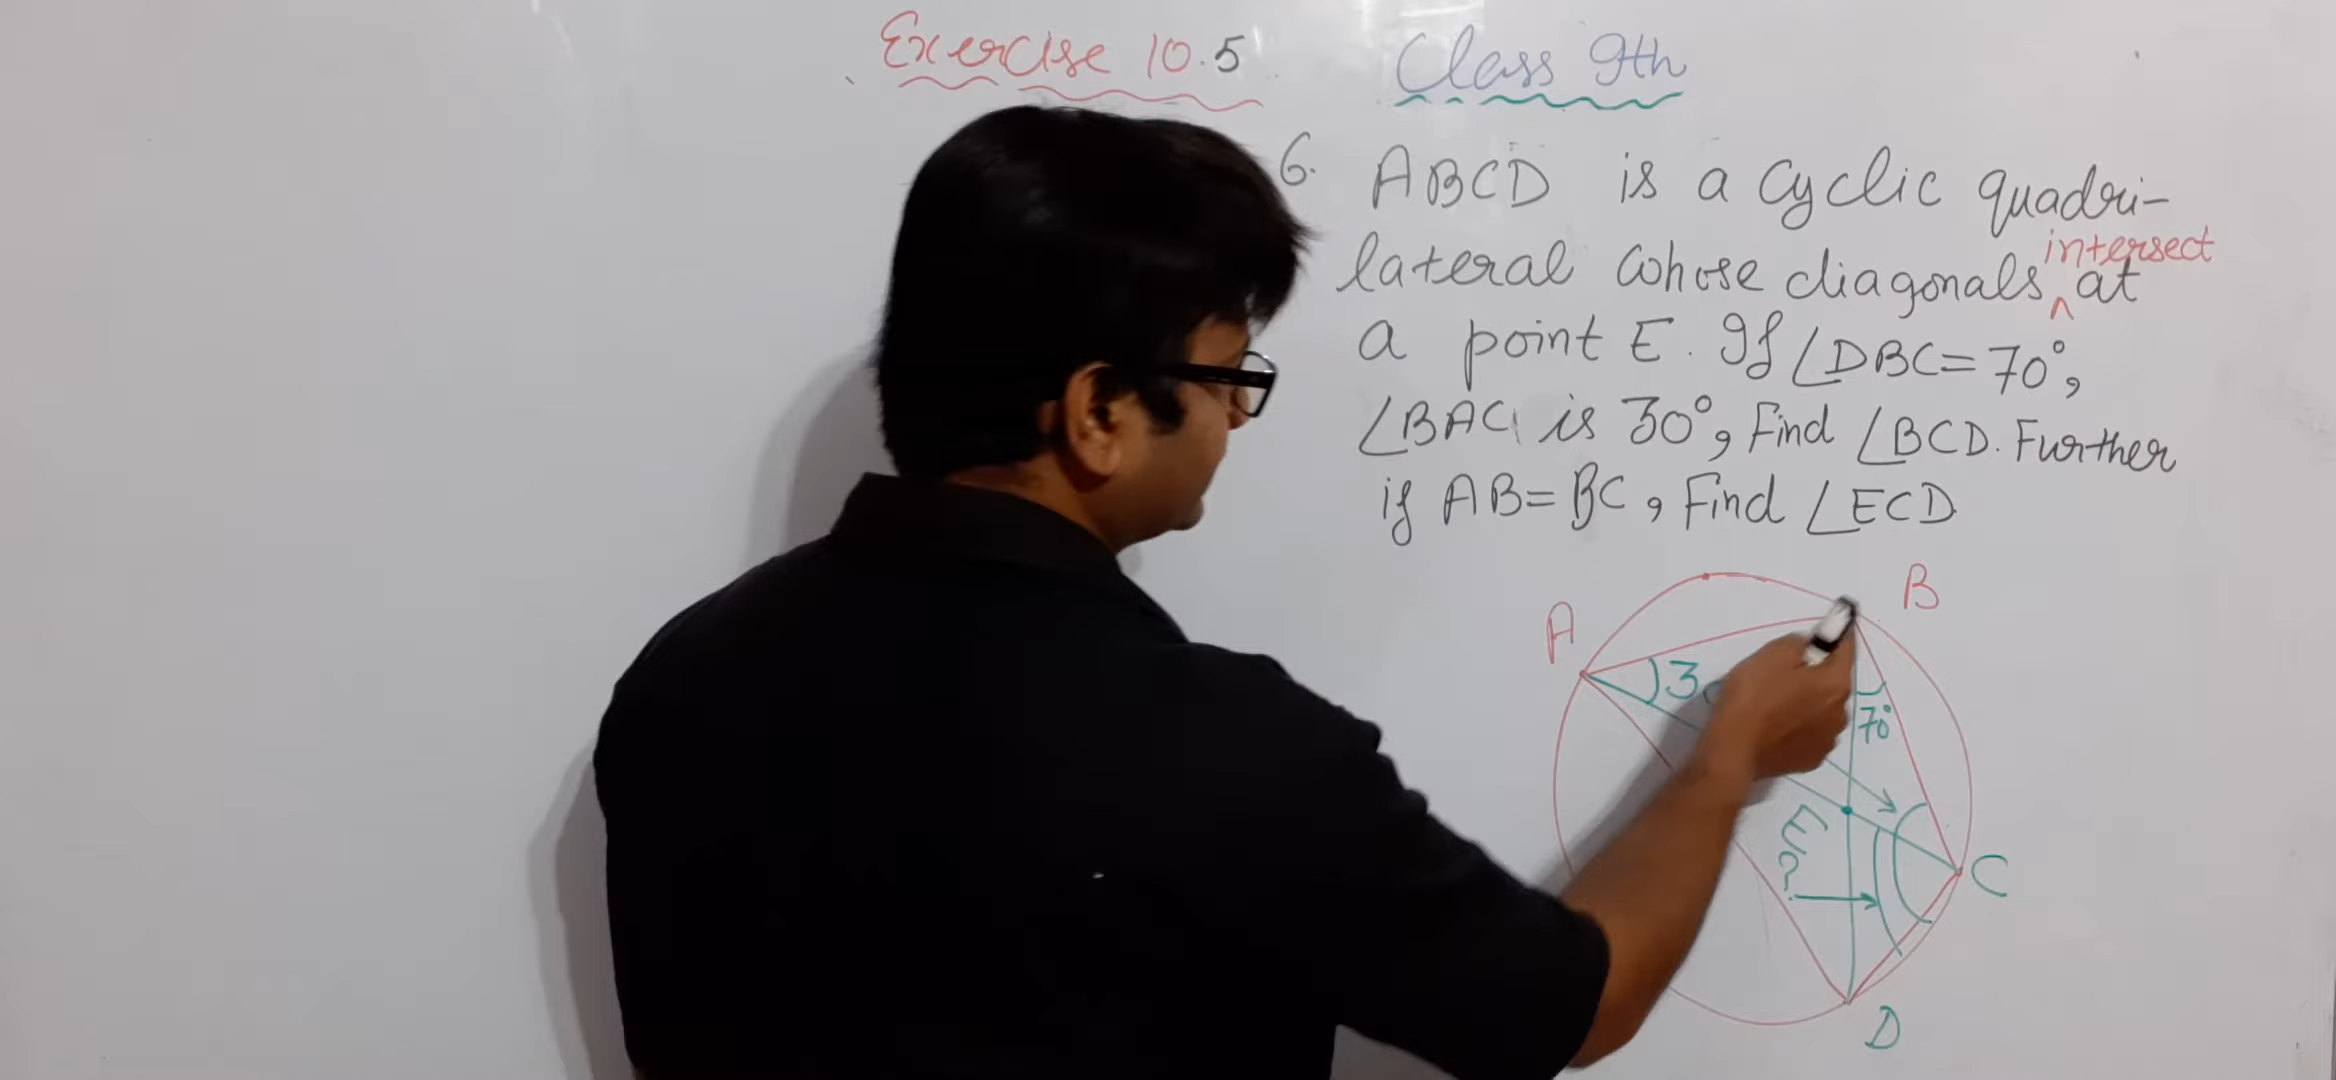 Exercise 10.5 Class 9th
6. ABCD is a Cyclic quadri-
lateral whose diagonals intersect at
a point E. If ∠DBC=70°,
∠BAC is 30°, Find ∠BCD. Further
if AB=BC, Find ∠ECD
B
A
70°
E
?
C
D